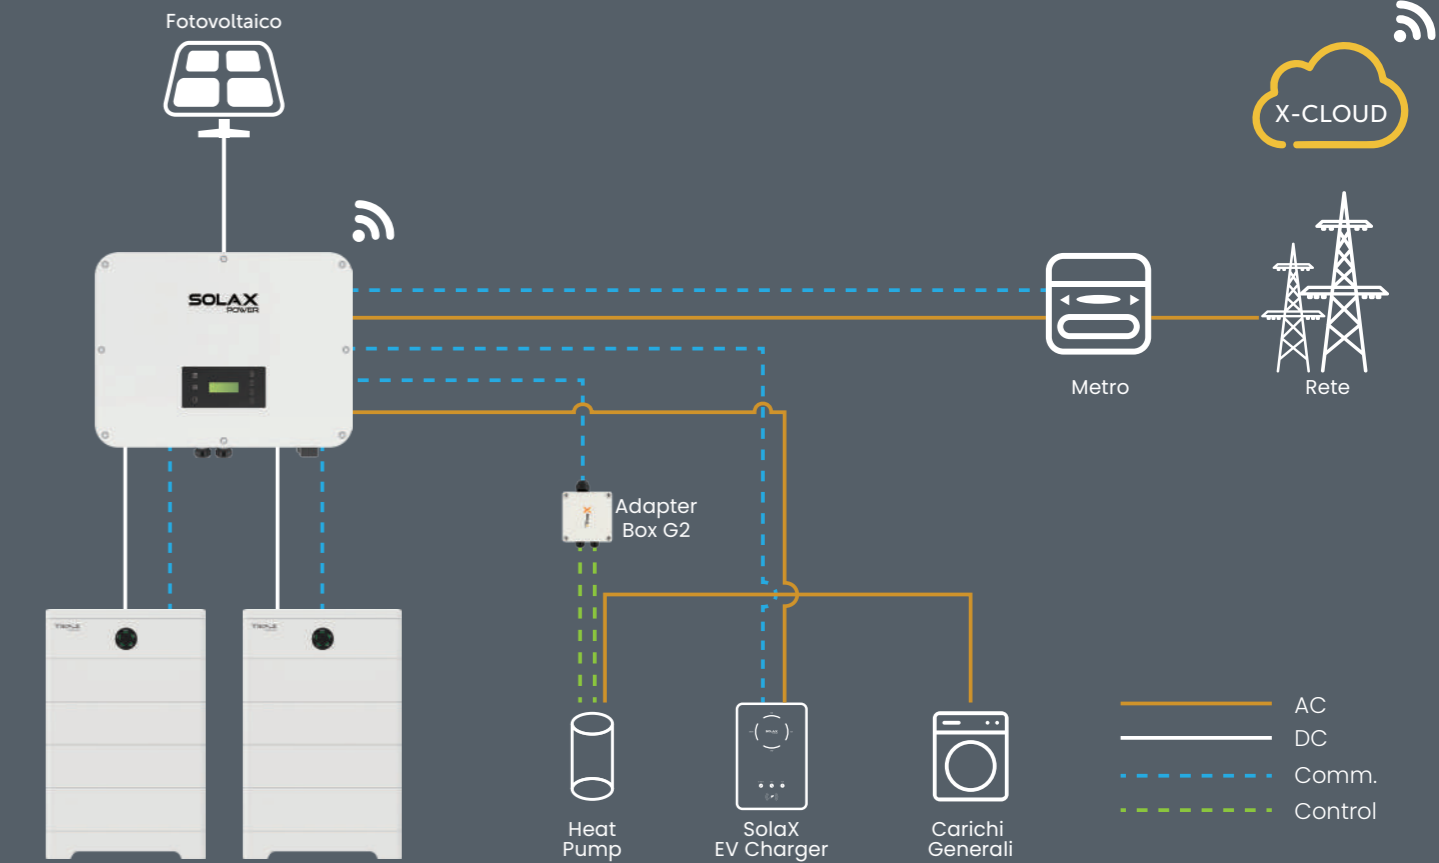 Fotovoltaico
X-CLOUD
SOLAX
POWER
Metro
Rete
Adapter
Box G2
AC
DC
Comm.
Control
Heat
Pump
SolaX
EV Charger
Carichi
Generali